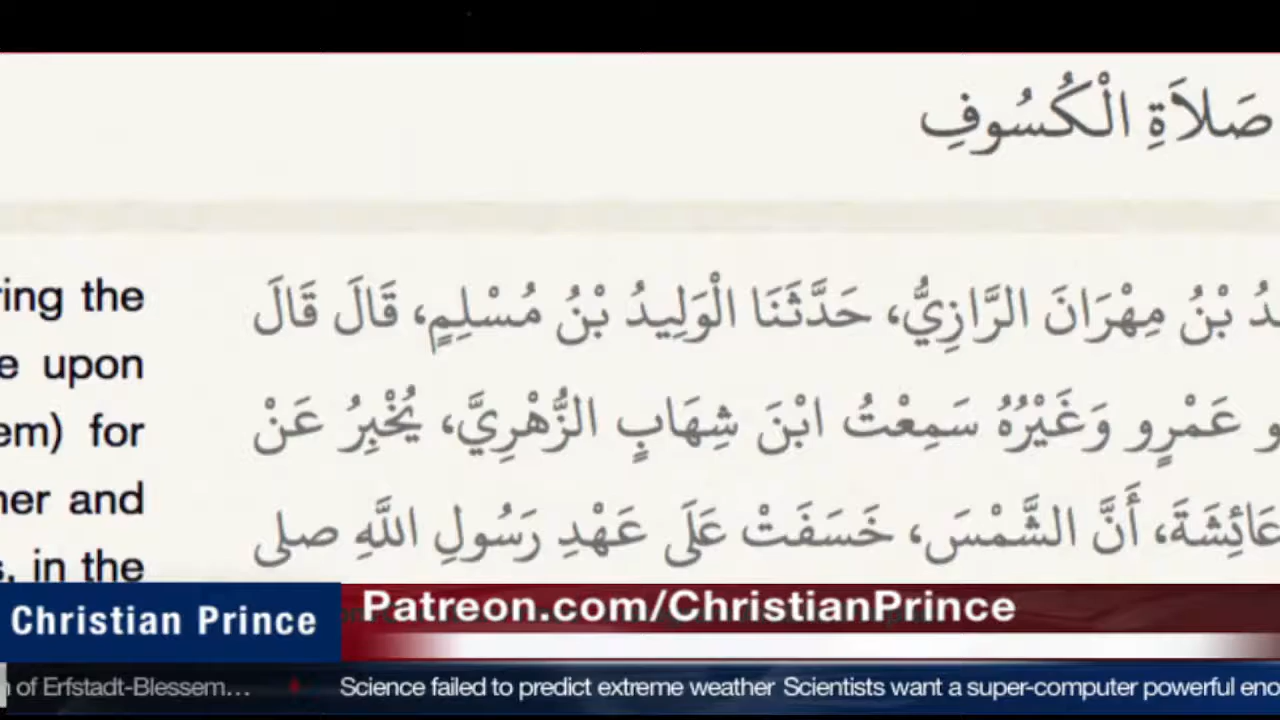 صَلاَةِ الْكُسُوفِ
ring the
e upon
em) for
her and
s, in the
دُ بْنُ مِهْرَانَ الرَّازِيُّ، حَدَّثَنَا الْوَلِيدُ بْنُ مُسْلِمٍ، قَالَ قَالَ
و عَمْرٍو وَغَيْرُهُ سَمِعْتُ ابْنَ شِهَابٍ الزُّهْرِيَّ، يُخْبِرُ عَنْ
عَائِشَةَ، أَنَّ الشَّمْسَ، خَسَفَتْ عَلَى عَهْدِ رَسُولِ اللَّهِ صلى
Christian Prince
Patreon.com/ChristianPrince
n of Erfstadt-Blessem… Science failed to predict extreme weather Scientists want a super-computer powerful eno